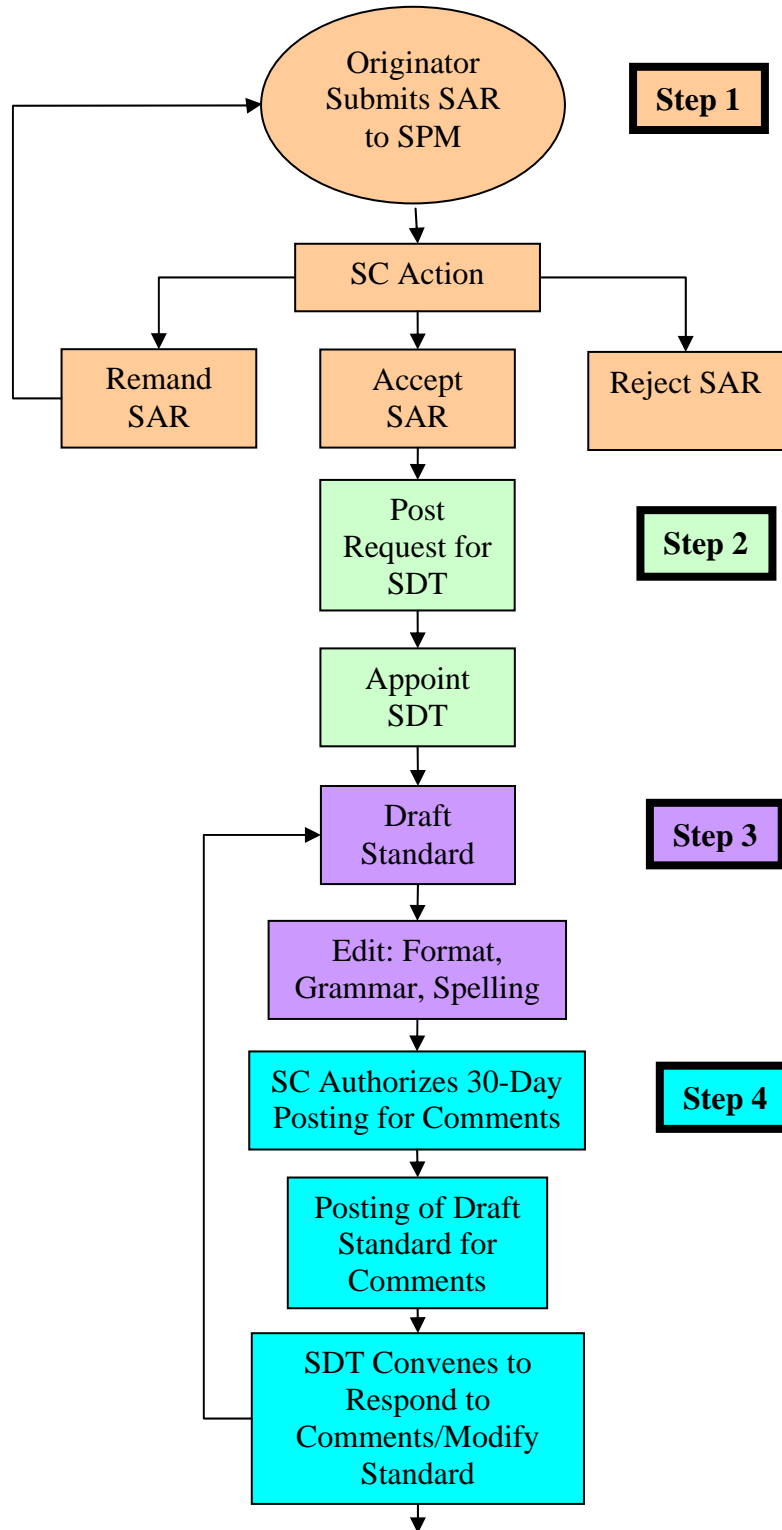 Originator
Submits SAR
to SPM
Step 1
SC Action
Remand
SAR
Accept
SAR
Reject SAR
Post
Request for
SDT
Step 2
Appoint
SDT
Draft
Standard
Step 3
Edit: Format,
Grammar, Spelling
SC Authorizes 30-Day
Posting for Comments
Step 4
Posting of Draft
Standard for
Comments
SDT Convenes to
Respond to
Comments/Modify
Standard